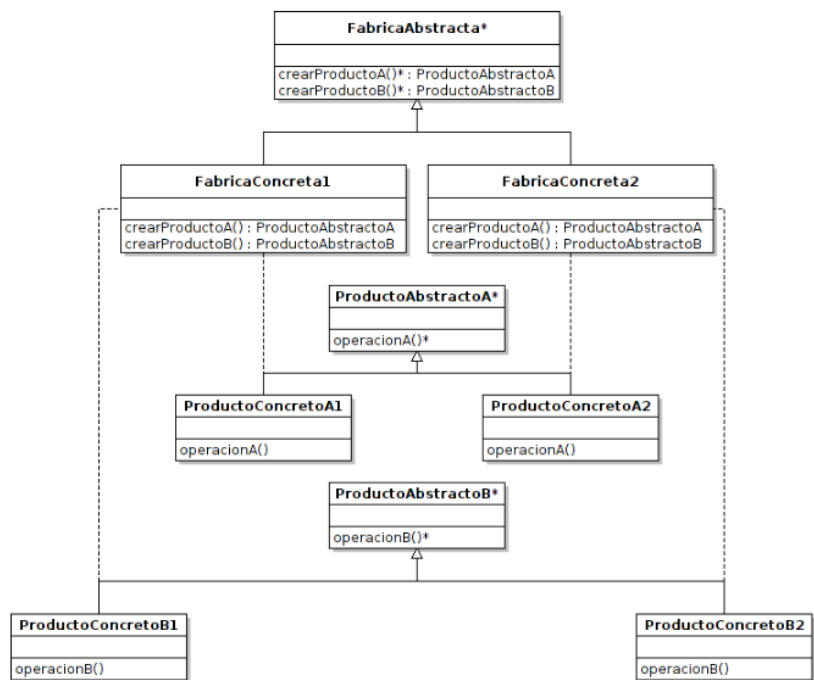 FabricaAbstracta*
crearProductoA()* : ProductoAbstractoA
crearProductoB()* : ProductoAbstractoB
FabricaConcreta1
crearProductoA() : ProductoAbstractoA
crearProductoB() : ProductoAbstractoB
FabricaConcreta2
crearProductoA() : ProductoAbstractoA
crearProductoB() : ProductoAbstractoB
ProductoAbstractoA*
operacionA()*
ProductoConcretoA1
operacionA()
ProductoConcretoA2
operacionA()
ProductoAbstractoB*
operacionB()*
ProductoConcretoB1
operacionB()
ProductoConcretoB2
operacionB()